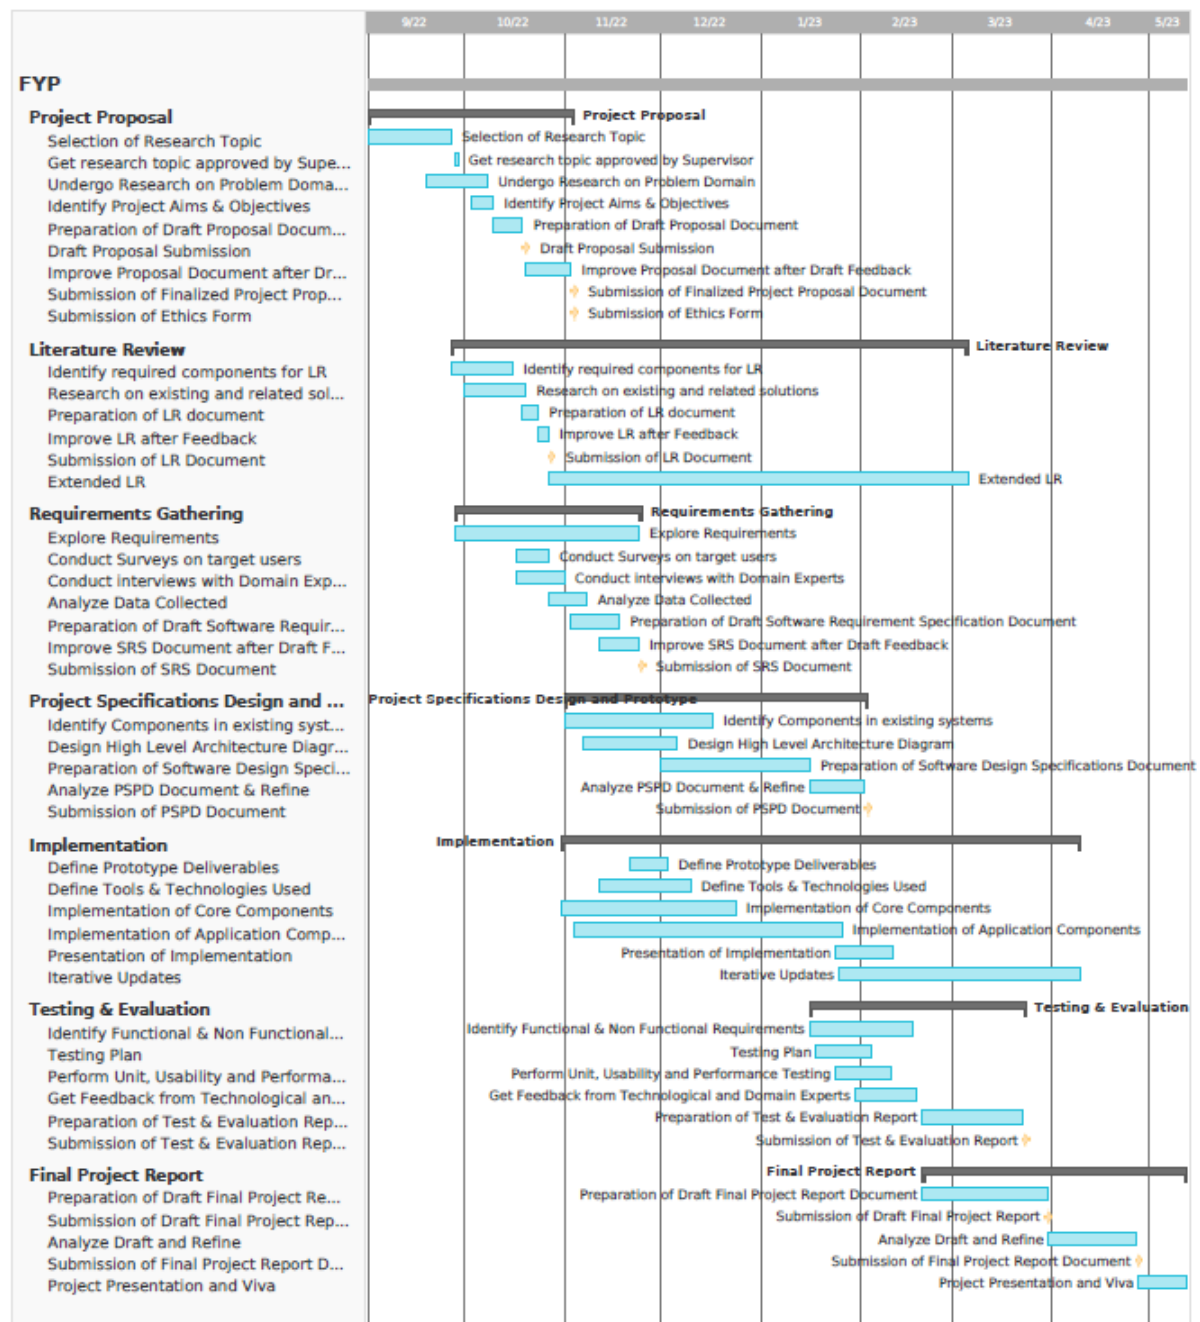 9/22 10/22 11/22 12/22 1/23 2/23 3/23 4/23 5/23
FYP
Project Proposal Project Proposal
Selection of Research Topic Selection of Research Topic
Get research topic approved by Supe... Get research topic approved by Supervisor
Undergo Research on Problem Doma... Undergo Research on Problem Domain
Identify Project Aims & Objectives Identify Project Aims & Objectives
Preparation of Draft Proposal Docum... Preparation of Draft Proposal Document
Draft Proposal Submission Draft Proposal Submission
Improve Proposal Document after Dr... Improve Proposal Document after Draft Feedback
Submission of Finalized Project Prop... Submission of Finalized Project Proposal Document
Submission of Ethics Form Submission of Ethics Form
Literature Review Literature Review
Identify required components for LR Identify required components for LR
Research on existing and related sol... Research on existing and related solutions
Preparation of LR document Preparation of LR document
Improve LR after Feedback Improve LR after Feedback
Submission of LR Document Submission of LR Document
Extended LR Extended LR
Requirements Gathering Requirements Gathering
Explore Requirements Explore Requirements
Conduct Surveys on target users Conduct Surveys on target users
Conduct interviews with Domain Exp... Conduct interviews with Domain Experts
Analyze Data Collected Analyze Data Collected
Preparation of Draft Software Requir... Preparation of Draft Software Requirement Specification Document
Improve SRS Document after Draft F... Improve SRS Document after Draft Feedback
Submission of SRS Document Submission of SRS Document
Project Specifications Design and ... Project Specifications Design and Prototype
Identify Components in existing syst... Identify Components in existing systems
Design High Level Architecture Diagr... Design High Level Architecture Diagram
Preparation of Software Design Speci... Preparation of Software Design Specifications Document
Analyze PSPD Document & Refine Analyze PSPD Document & Refine
Submission of PSPD Document Submission of PSPD Document
Implementation Implementation
Define Prototype Deliverables Define Prototype Deliverables
Define Tools & Technologies Used Define Tools & Technologies Used
Implementation of Core Components Implementation of Core Components
Implementation of Application Comp... Implementation of Application Components
Presentation of Implementation Presentation of Implementation
Iterative Updates Iterative Updates
Testing & Evaluation Testing & Evaluation
Identify Functional & Non Functional... Identify Functional & Non Functional Requirements
Testing Plan Testing Plan
Perform Unit, Usability and Performa... Perform Unit, Usability and Performance Testing
Get Feedback from Technological an... Get Feedback from Technological and Domain Experts
Preparation of Test & Evaluation Rep... Preparation of Test & Evaluation Report
Submission of Test & Evaluation Rep... Submission of Test & Evaluation Report
Final Project Report Final Project Report
Preparation of Draft Final Project Re... Preparation of Draft Final Project Report Document
Submission of Draft Final Project Rep... Submission of Draft Final Project Report
Analyze Draft and Refine Analyze Draft and Refine
Submission of Final Project Report D... Submission of Final Project Report Document
Project Presentation and Viva Project Presentation and Viva